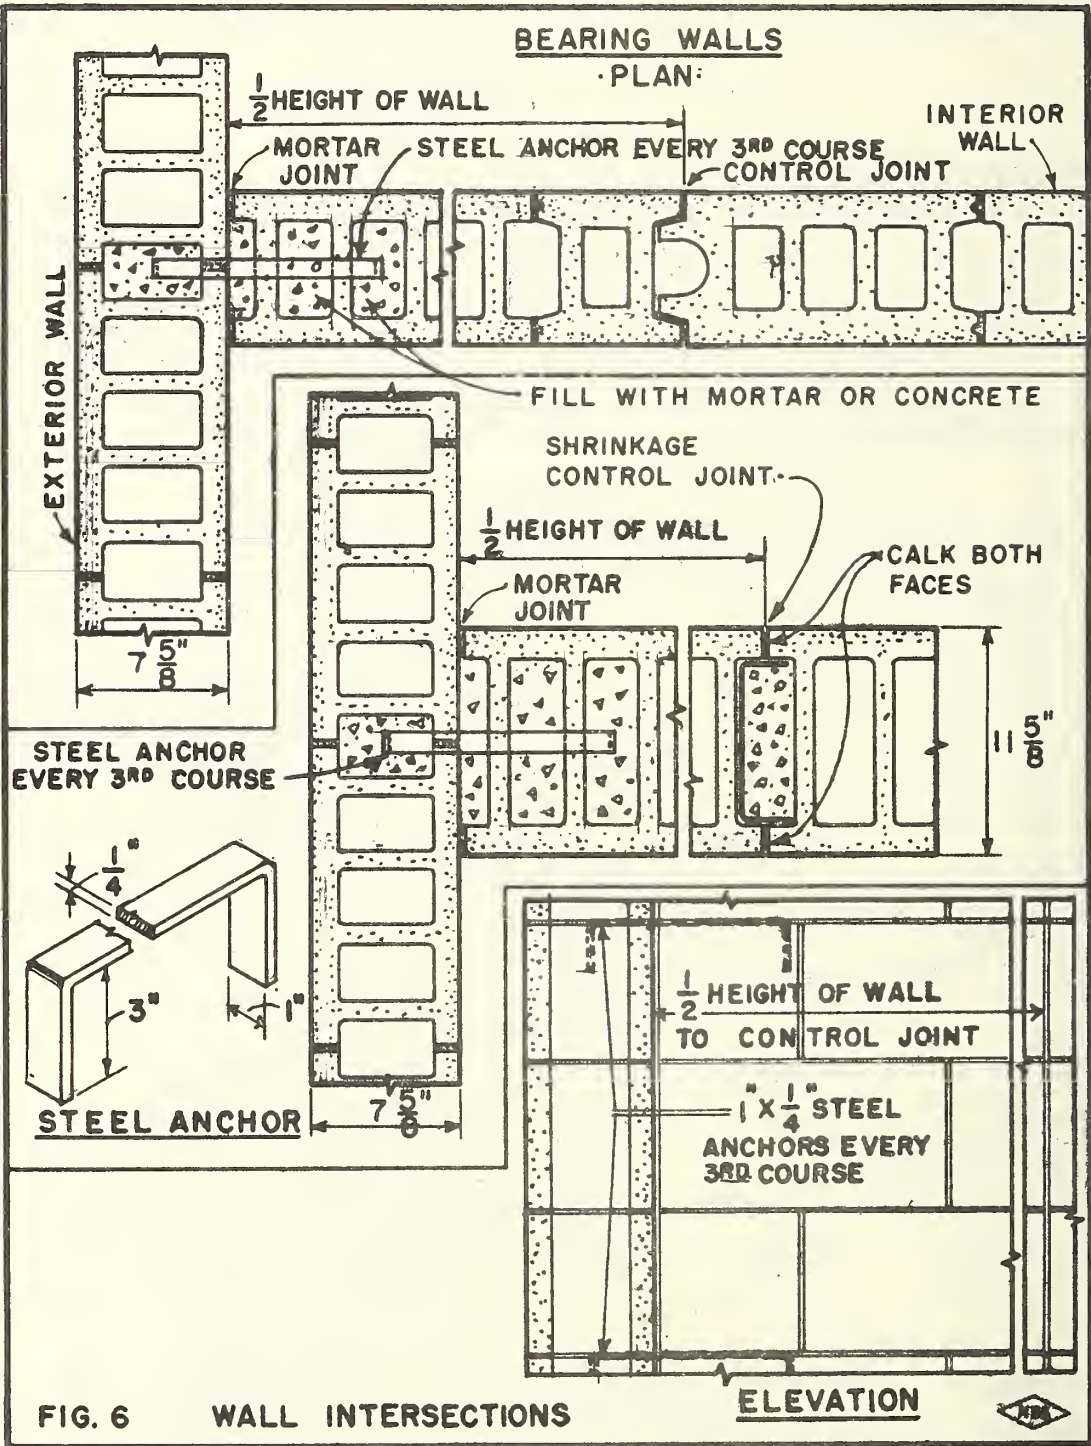 BEARING WALLS
·PLAN·
1/2 HEIGHT OF WALL
INTERIOR
WALL
MORTAR
JOINT
STEEL ANCHOR EVERY 3RD COURSE
CONTROL JOINT
EXTERIOR WALL
FILL WITH MORTAR OR CONCRETE
SHRINKAGE
CONTROL JOINT
1/2 HEIGHT OF WALL
CALK BOTH
FACES
MORTAR
JOINT
7 5/8"
11 5/8"
STEEL ANCHOR
EVERY 3RD COURSE
1/4"
3"
1"
STEEL ANCHOR
7 5/8"
1/2 HEIGHT OF WALL
TO CONTROL JOINT
1" X 1/4" STEEL
ANCHORS EVERY
3RD COURSE
ELEVATION
FIG. 6 WALL INTERSECTIONS